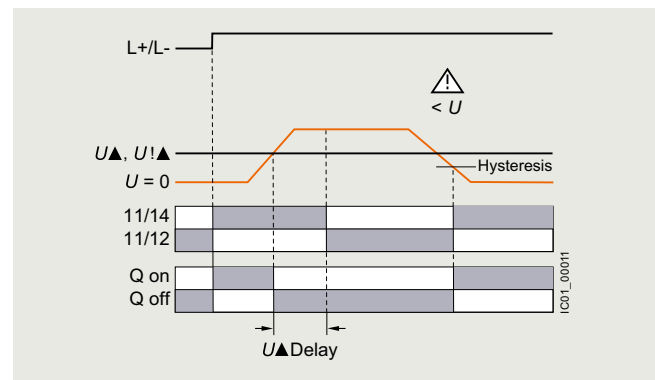 L+/L-
< U
U▲, U!▲
Hysteresis
U = 0
11/14
11/12
Q on
Q off
IC01_00011
U▲Delay